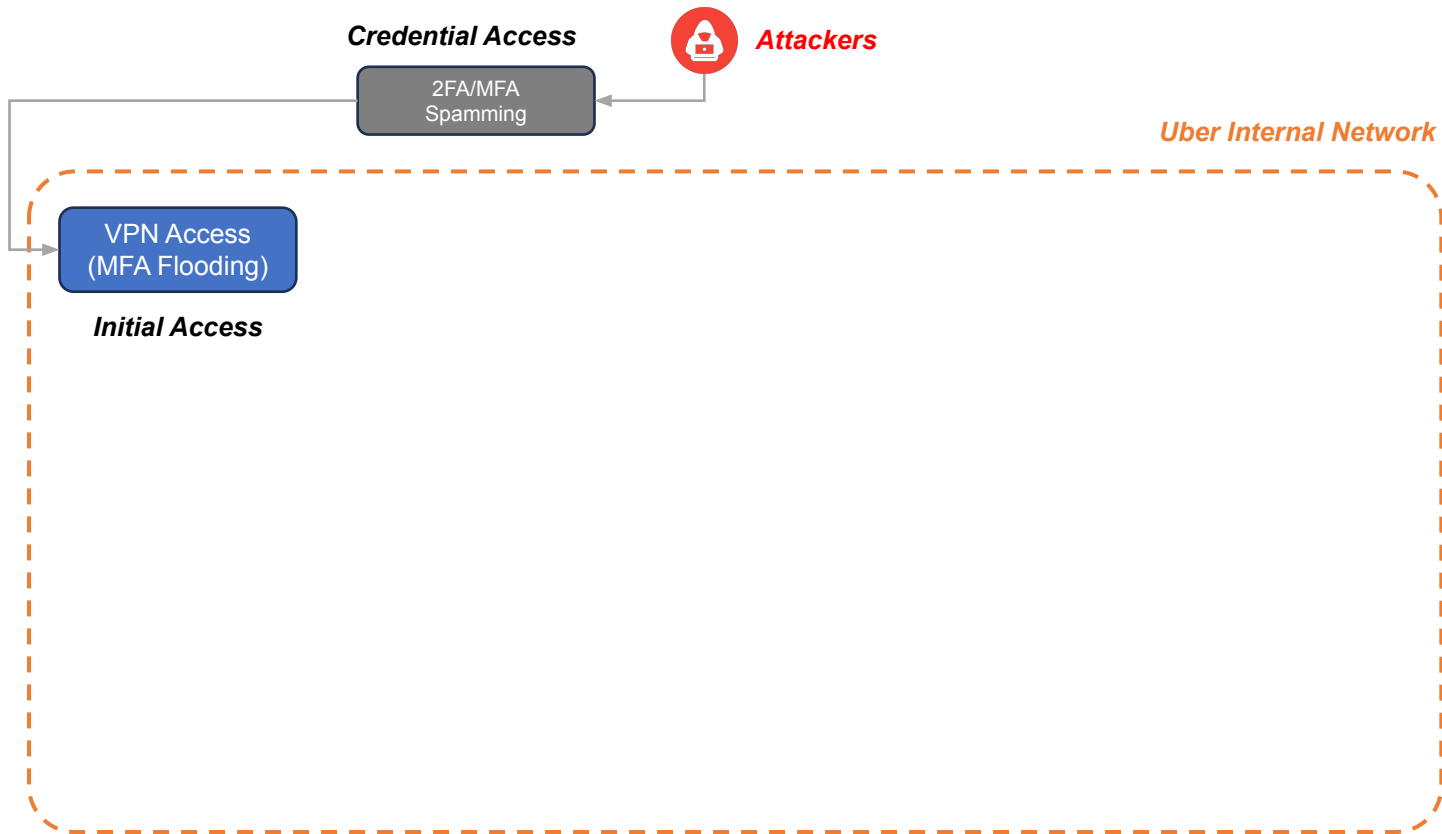 Credential Access
Attackers
2FA/MFA
Spamming
Uber Internal Network
VPN Access
(MFA Flooding)
Initial Access